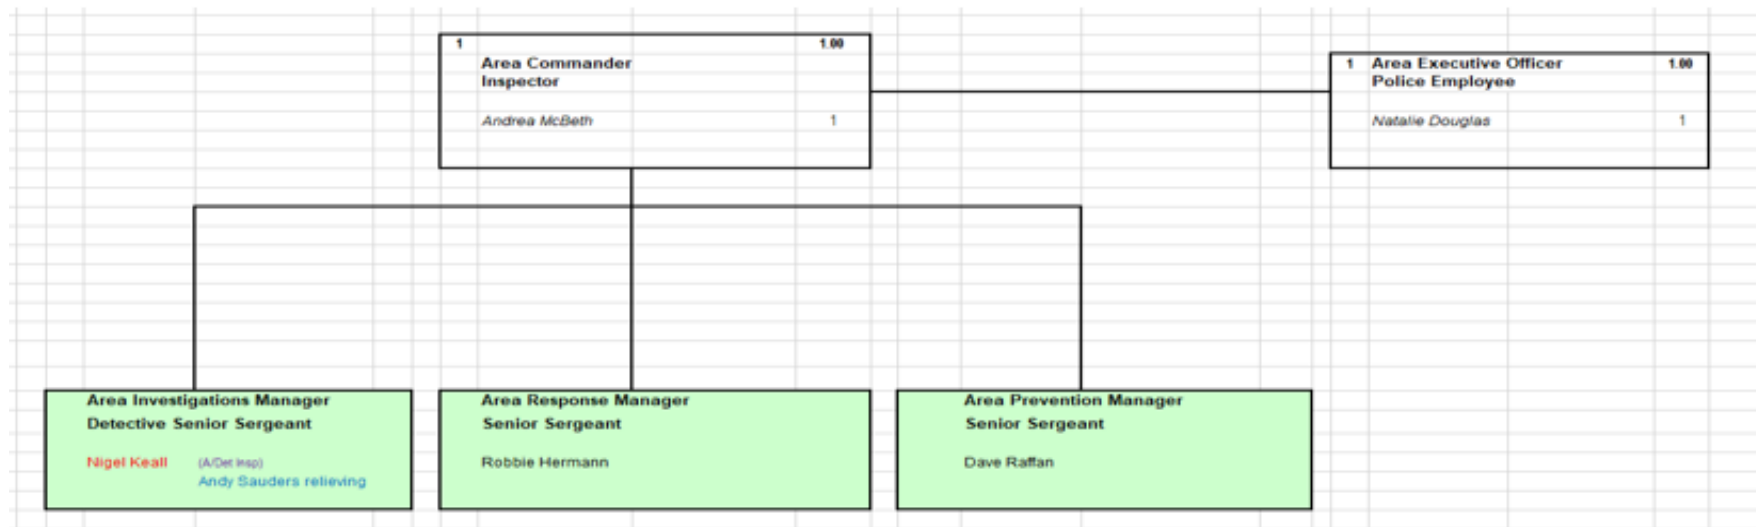 1 1.00
Area Commander
Inspector
Andrea McBeth 1
1 Area Executive Officer 1.00
Police Employee
Natalie Douglas 1
Area Investigations Manager
Detective Senior Sergeant
Nigel Keall (A/Det Insp)
Andy Sauders relieving
Area Response Manager
Senior Sergeant
Robbie Hermann
Area Prevention Manager
Senior Sergeant
Dave Raffan